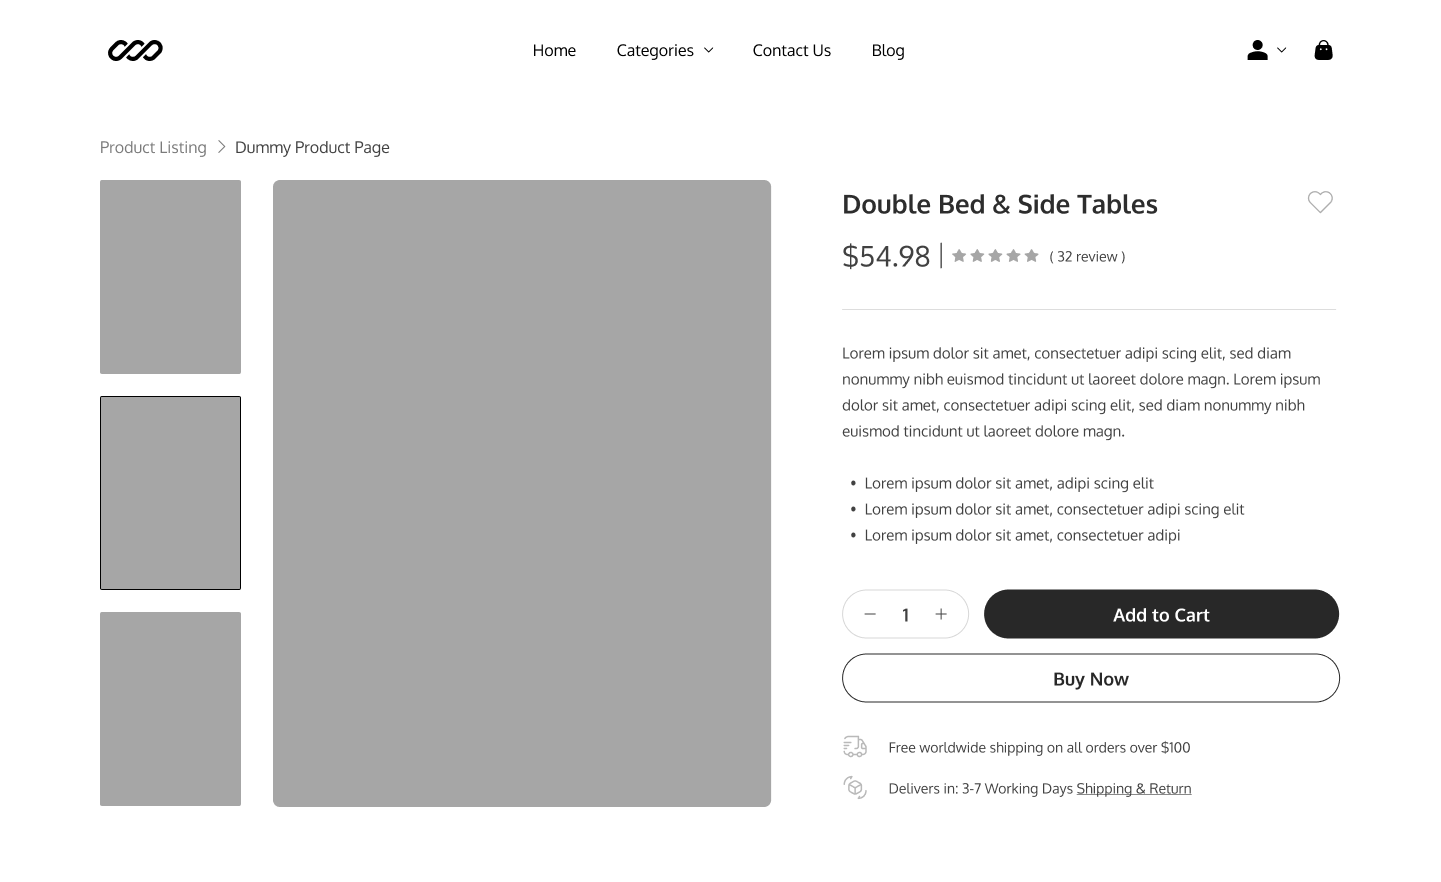 Home
Categories
Contact Us
Blog
Product Listing
Dummy Product Page
Double Bed & Side Tables
$54.98
( 32 review )
Lorem ipsum dolor sit amet, consectetuer adipi scing elit, sed diam
nonummy nibh euismod tincidunt ut laoreet dolore magn. Lorem ipsum
dolor sit amet, consectetuer adipi scing elit, sed diam nonummy nibh
euismod tincidunt ut laoreet dolore magn.
• Lorem ipsum dolor sit amet, adipi scing elit
• Lorem ipsum dolor sit amet, consectetuer adipi scing elit
• Lorem ipsum dolor sit amet, consectetuer adipi
− 1 +
Add to Cart
Buy Now
Free worldwide shipping on all orders over $100
Delivers in: 3-7 Working Days Shipping & Return